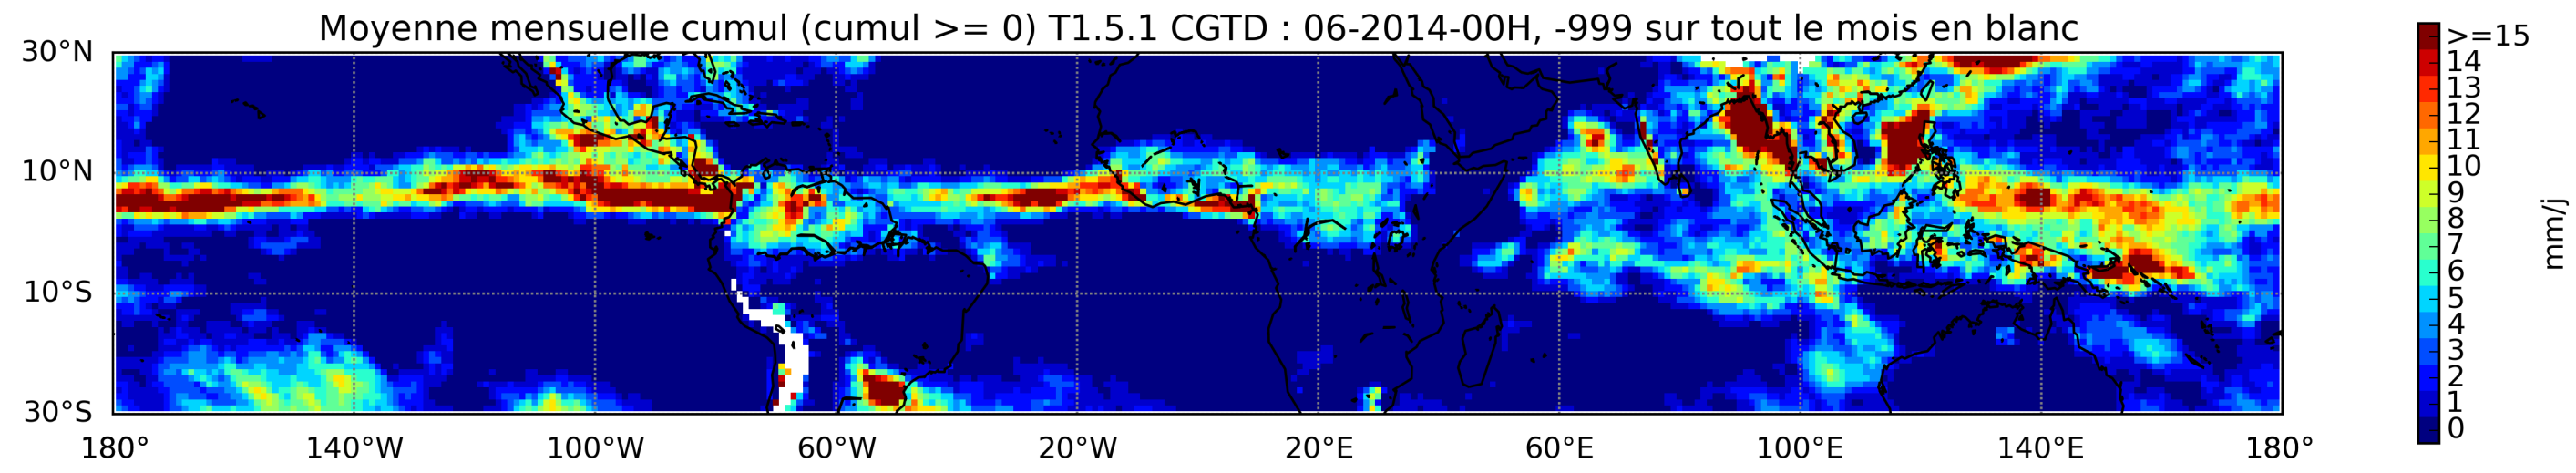 Moyenne mensuelle cumul (cumul >= 0) T1.5.1 CGTD : 06-2014-00H, -999 sur tout le mois en blanc
30°N
10°N
10°S
30°S
180° 140°W 100°W 60°W 20°W 20°E 60°E 100°E 140°E 180°
>=15
14
13
12
11
10
9
8
7
6
5
4
3
2
1
0
mm/j